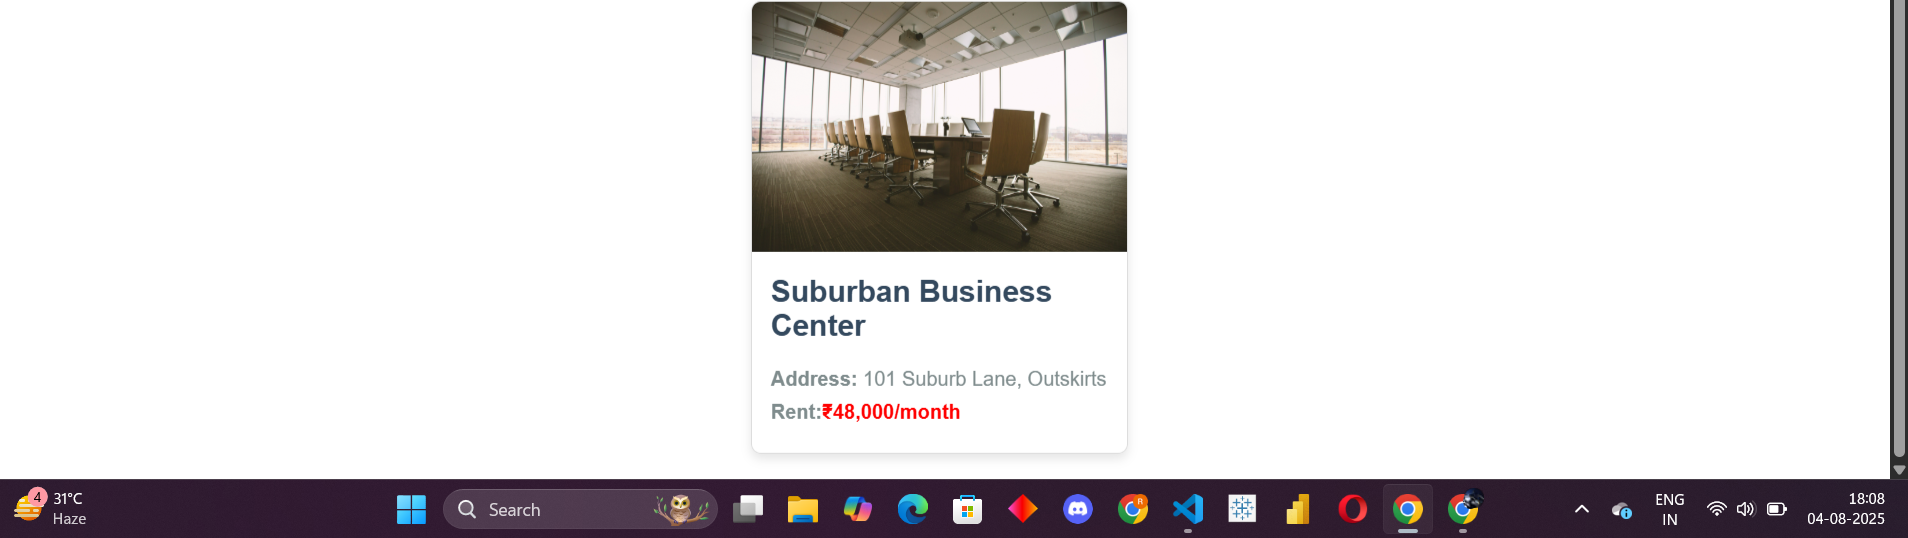 Suburban Business
Center
Address: 101 Suburb Lane, Outskirts
Rent:₹48,000/month
4
31°C
Haze
Search
R
ENG
IN
18:08
04-08-2025